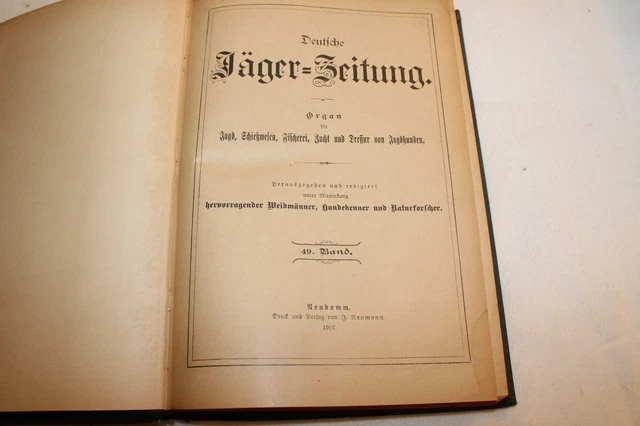 Deutsche
Jäger=Zeitung.
Organ
für
Jagd, Schießwesen, Fischerei, Zucht und Dressur von Jagdhunden.
Herausgegeben und redigiert
unter Mitwirkung
hervorragender Weidmänner, Hundekenner und Naturforscher.
49. Band.
Neudamm.
Druck und Verlag von J. Neumann.
1907.